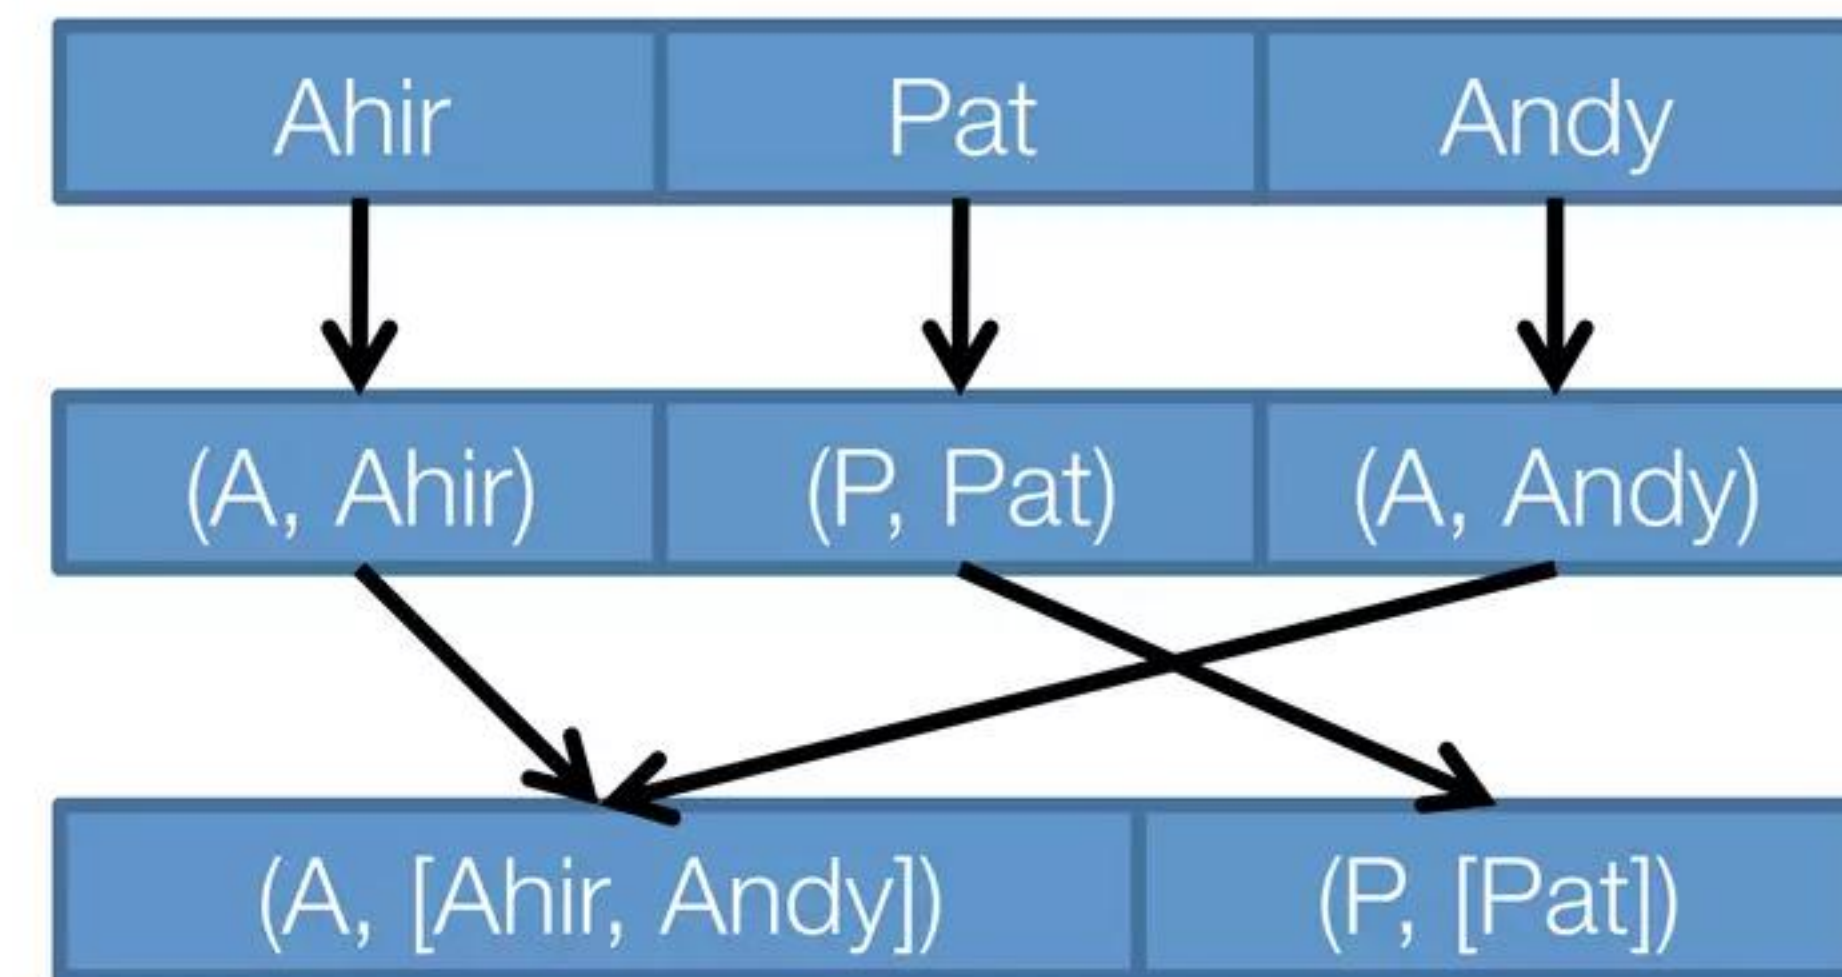 Ahir Pat Andy
(A, Ahir) (P, Pat) (A, Andy)
(A, [Ahir, Andy]) (P, [Pat])